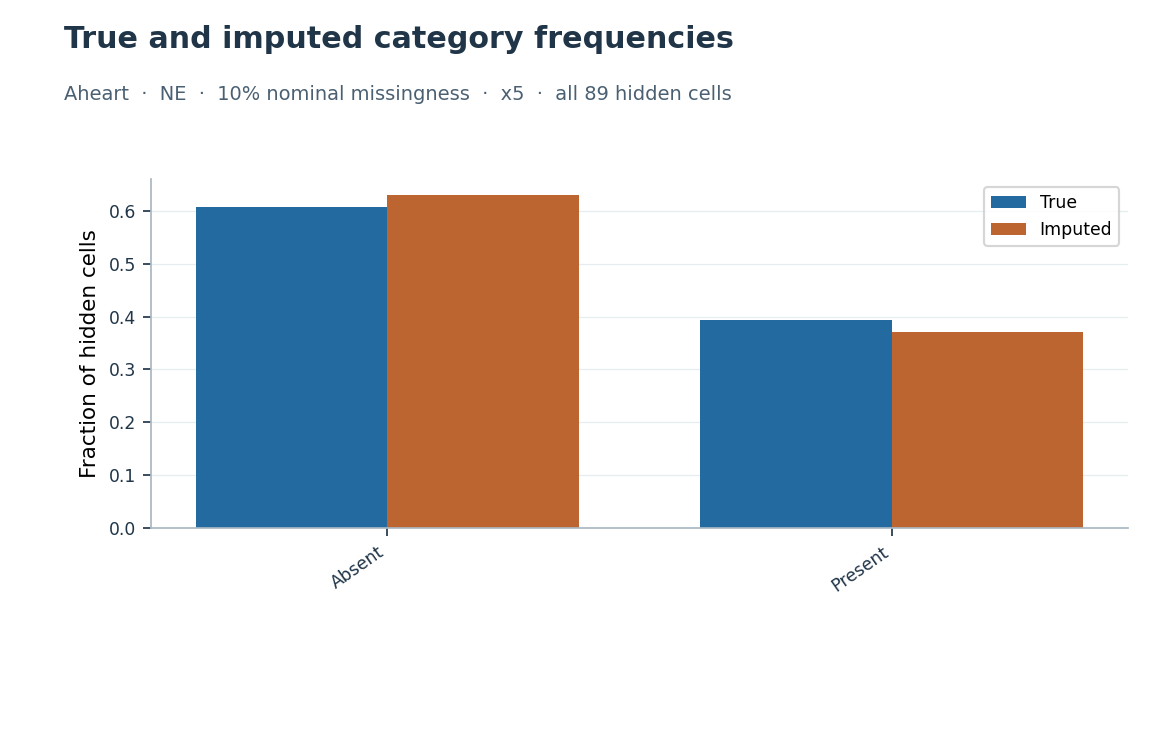 True and imputed category frequencies
Aheart · NE · 10% nominal missingness · x5 · all 89 hidden cells
True
Imputed
Fraction of hidden cells
0.6
0.5
0.4
0.3
0.2
0.1
0.0
Absent
Present